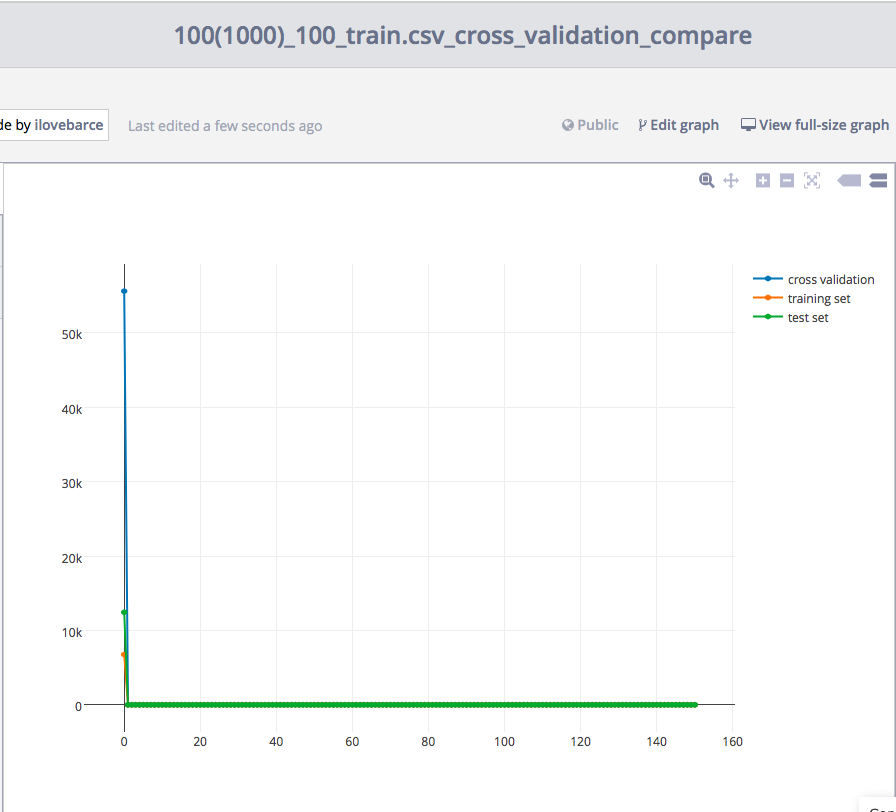 100(1000)_100_train.csv_cross_validation_compare
de by ilovebarce
Last edited a few seconds ago
Public
Edit graph
View full-size graph
cross validation
training set
test set
50k
40k
30k
20k
10k
0
0 20 40 60 80 100 120 140 160